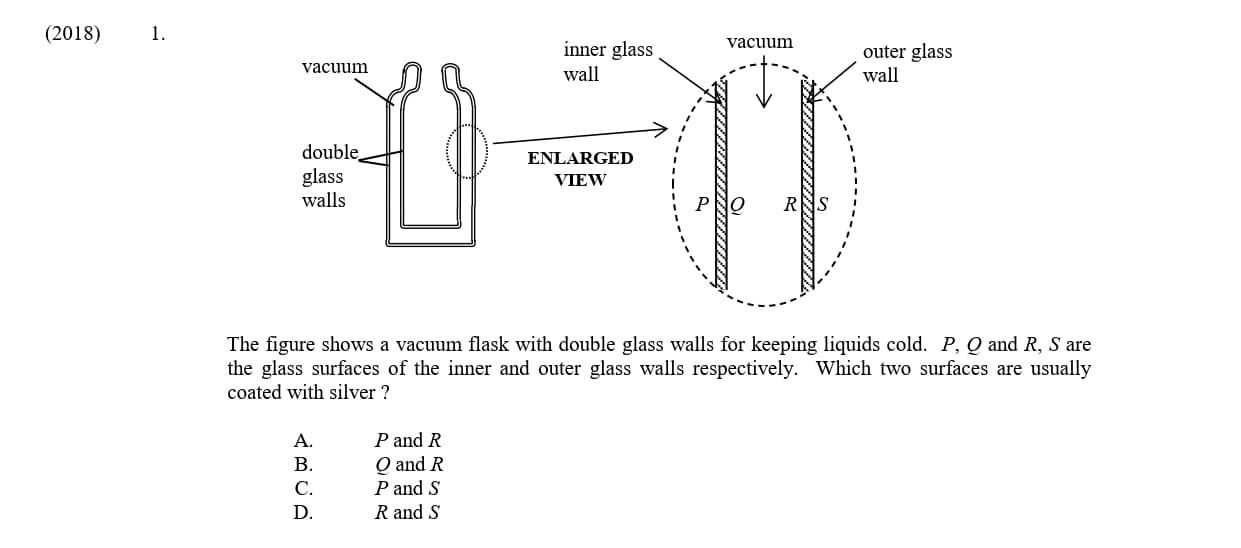 (2018) 1.
vacuum
double
glass
walls
inner glass
wall
vacuum
outer glass
wall
ENLARGED
VIEW
P Q R S
The figure shows a vacuum flask with double glass walls for keeping liquids cold. P, Q and R, S are
the glass surfaces of the inner and outer glass walls respectively. Which two surfaces are usually
coated with silver ?
A. P and R
B. Q and R
C. P and S
D. R and S